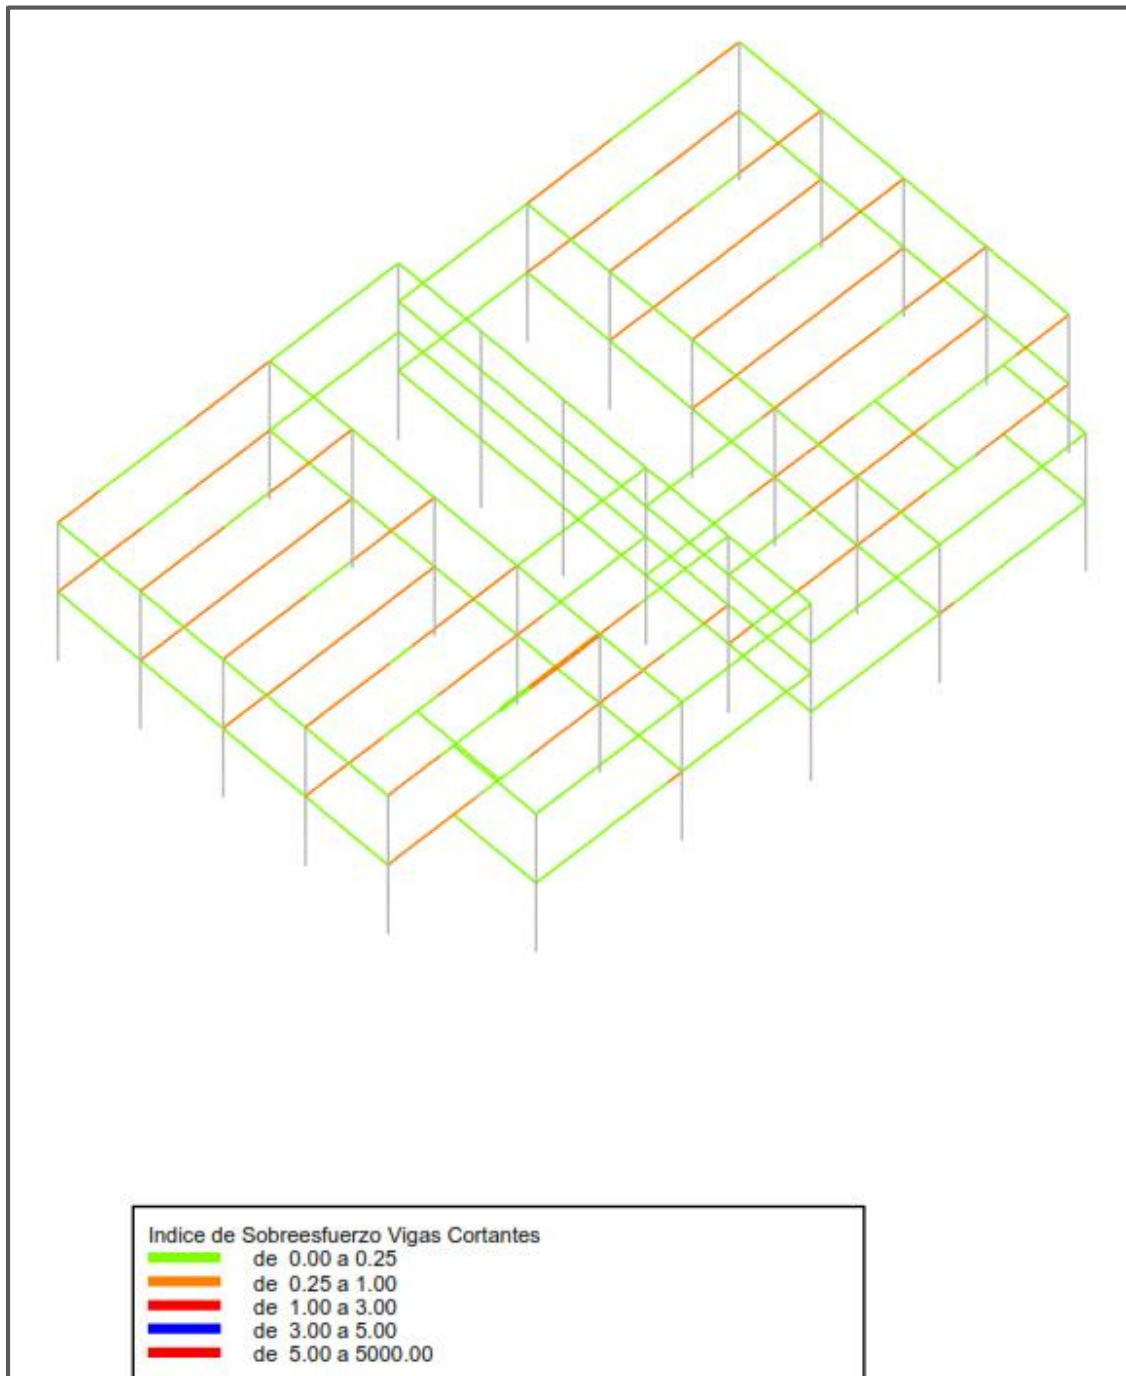 Indice de Sobreesfuerzo Vigas Cortantes
de 0.00 a 0.25
de 0.25 a 1.00
de 1.00 a 3.00
de 3.00 a 5.00
de 5.00 a 5000.00